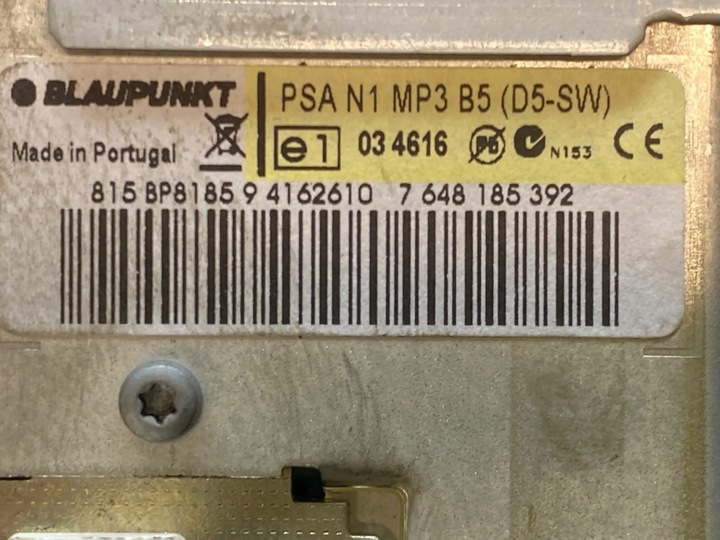 BLAUPUNKT
PSA N1 MP3 B5 (D5-SW)
Made in Portugal
e1 03 4616 PB N153 CE
815 BP8185 9 4162610 7 648 185 392